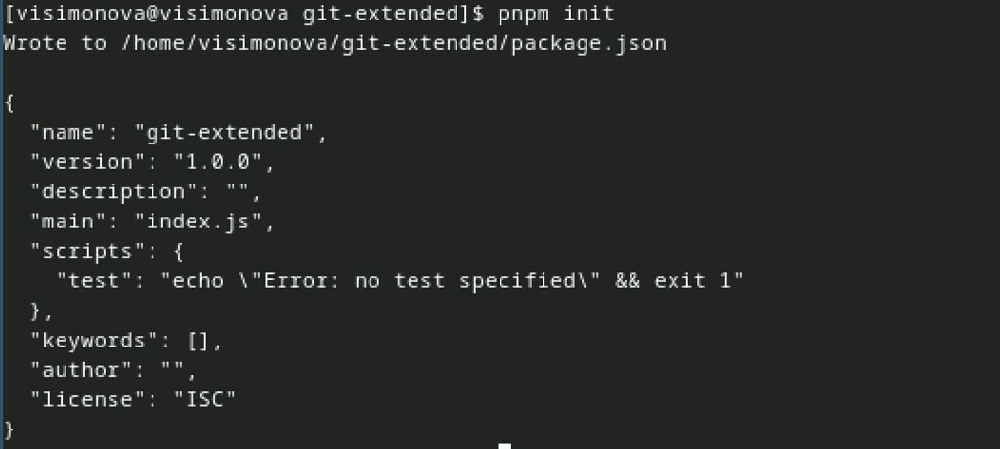 [visimonova@visimonova git-extended]$ pnpm init
Wrote to /home/visimonova/git-extended/package.json
{
  "name": "git-extended",
  "version": "1.0.0",
  "description": "",
  "main": "index.js",
  "scripts": {
    "test": "echo \"Error: no test specified\" && exit 1"
  },
  "keywords": [],
  "author": "",
  "license": "ISC"
}